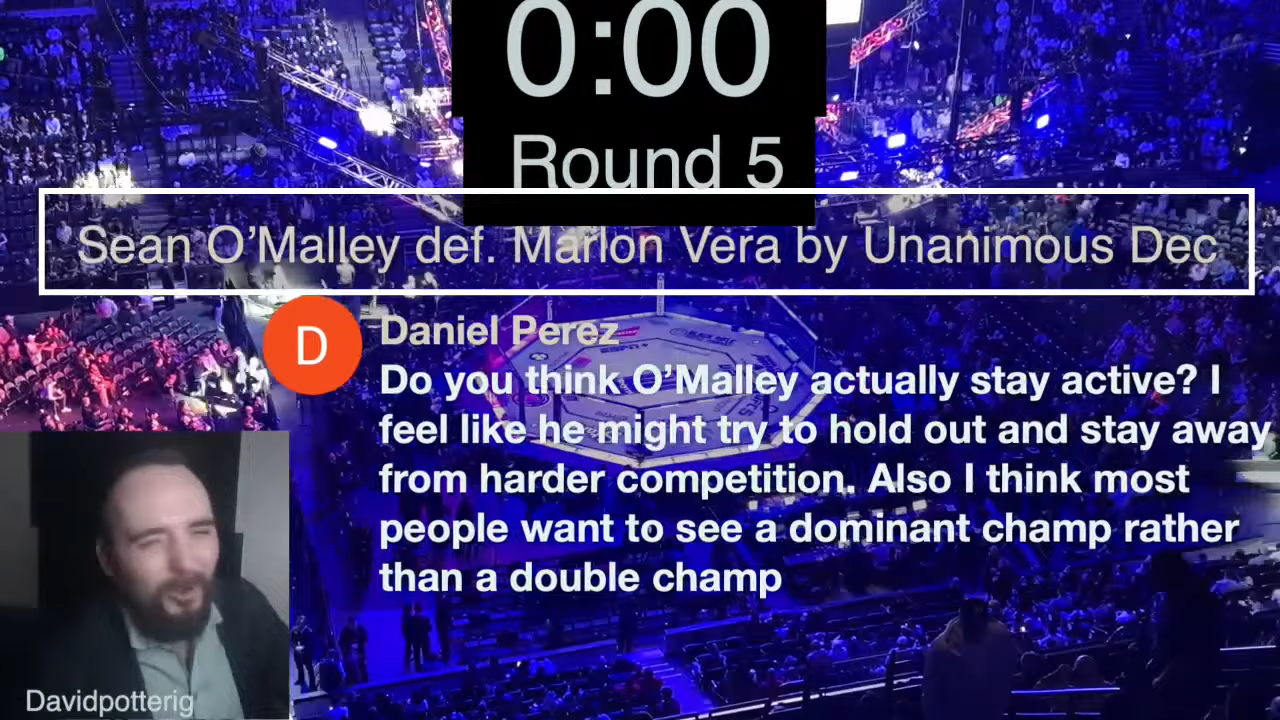 0:00
Round 5
Sean O’Malley def. Marlon Vera by Unanimous Dec
D
Daniel Perez
Do you think O’Malley actually stay active? I
feel like he might try to hold out and stay away
from harder competition. Also I think most
people want to see a dominant champ rather
than a double champ
Davidpotterig